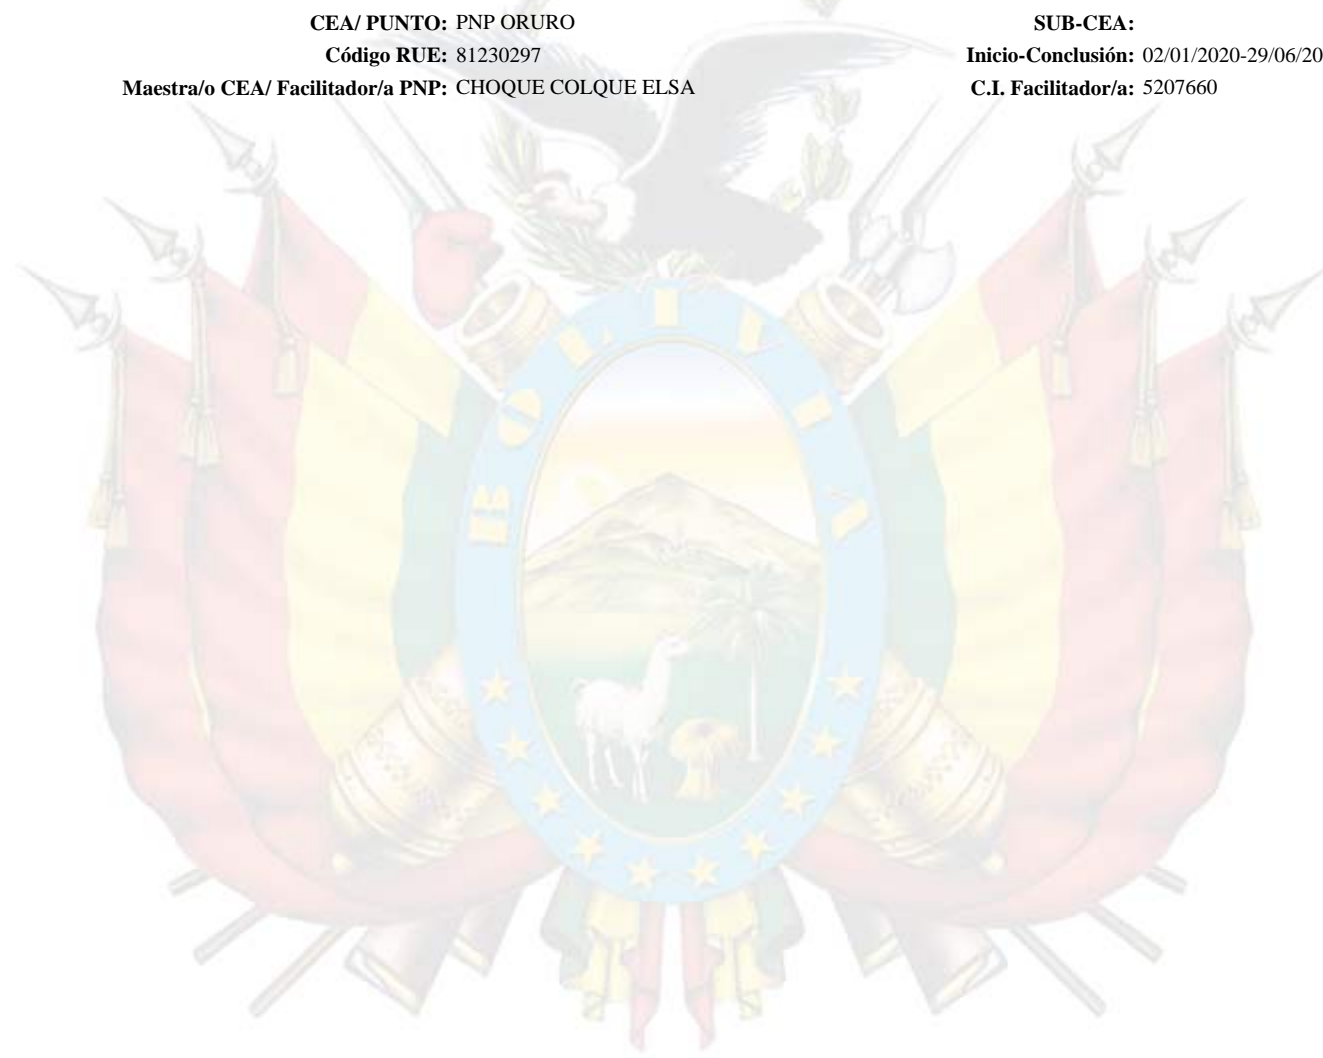 CEA/ PUNTO: PNP ORURO SUB-CEA:
Código RUE: 81230297 Inicio-Conclusión: 02/01/2020-29/06/20
Maestra/o CEA/ Facilitador/a PNP: CHOQUE COLQUE ELSA C.I. Facilitador/a: 5207660
BOLIVIA